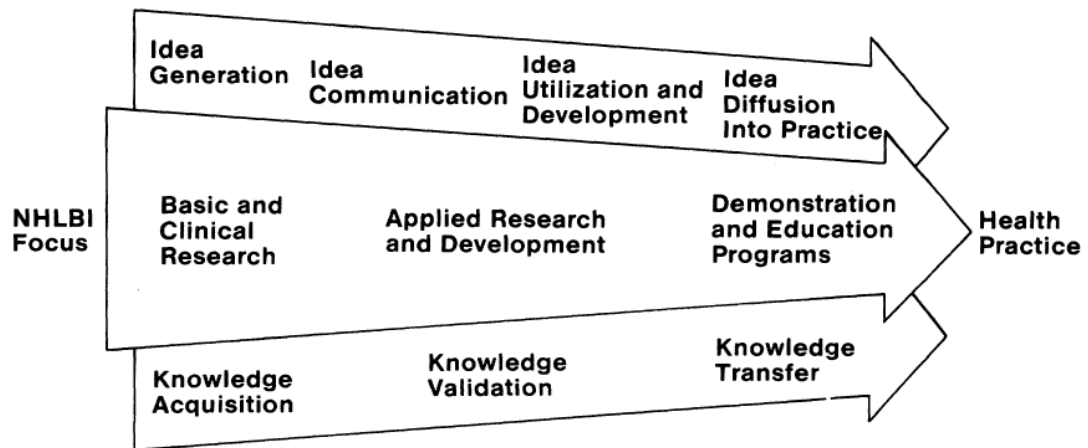 Idea
Generation
Idea
Communication
Idea
Utilization and
Development
Idea
Diffusion
Into Practice
NHLBI
Focus
Basic and
Clinical
Research
Applied Research
and Development
Demonstration
and Education
Programs
Health
Practice
Knowledge
Acquisition
Knowledge
Validation
Knowledge
Transfer